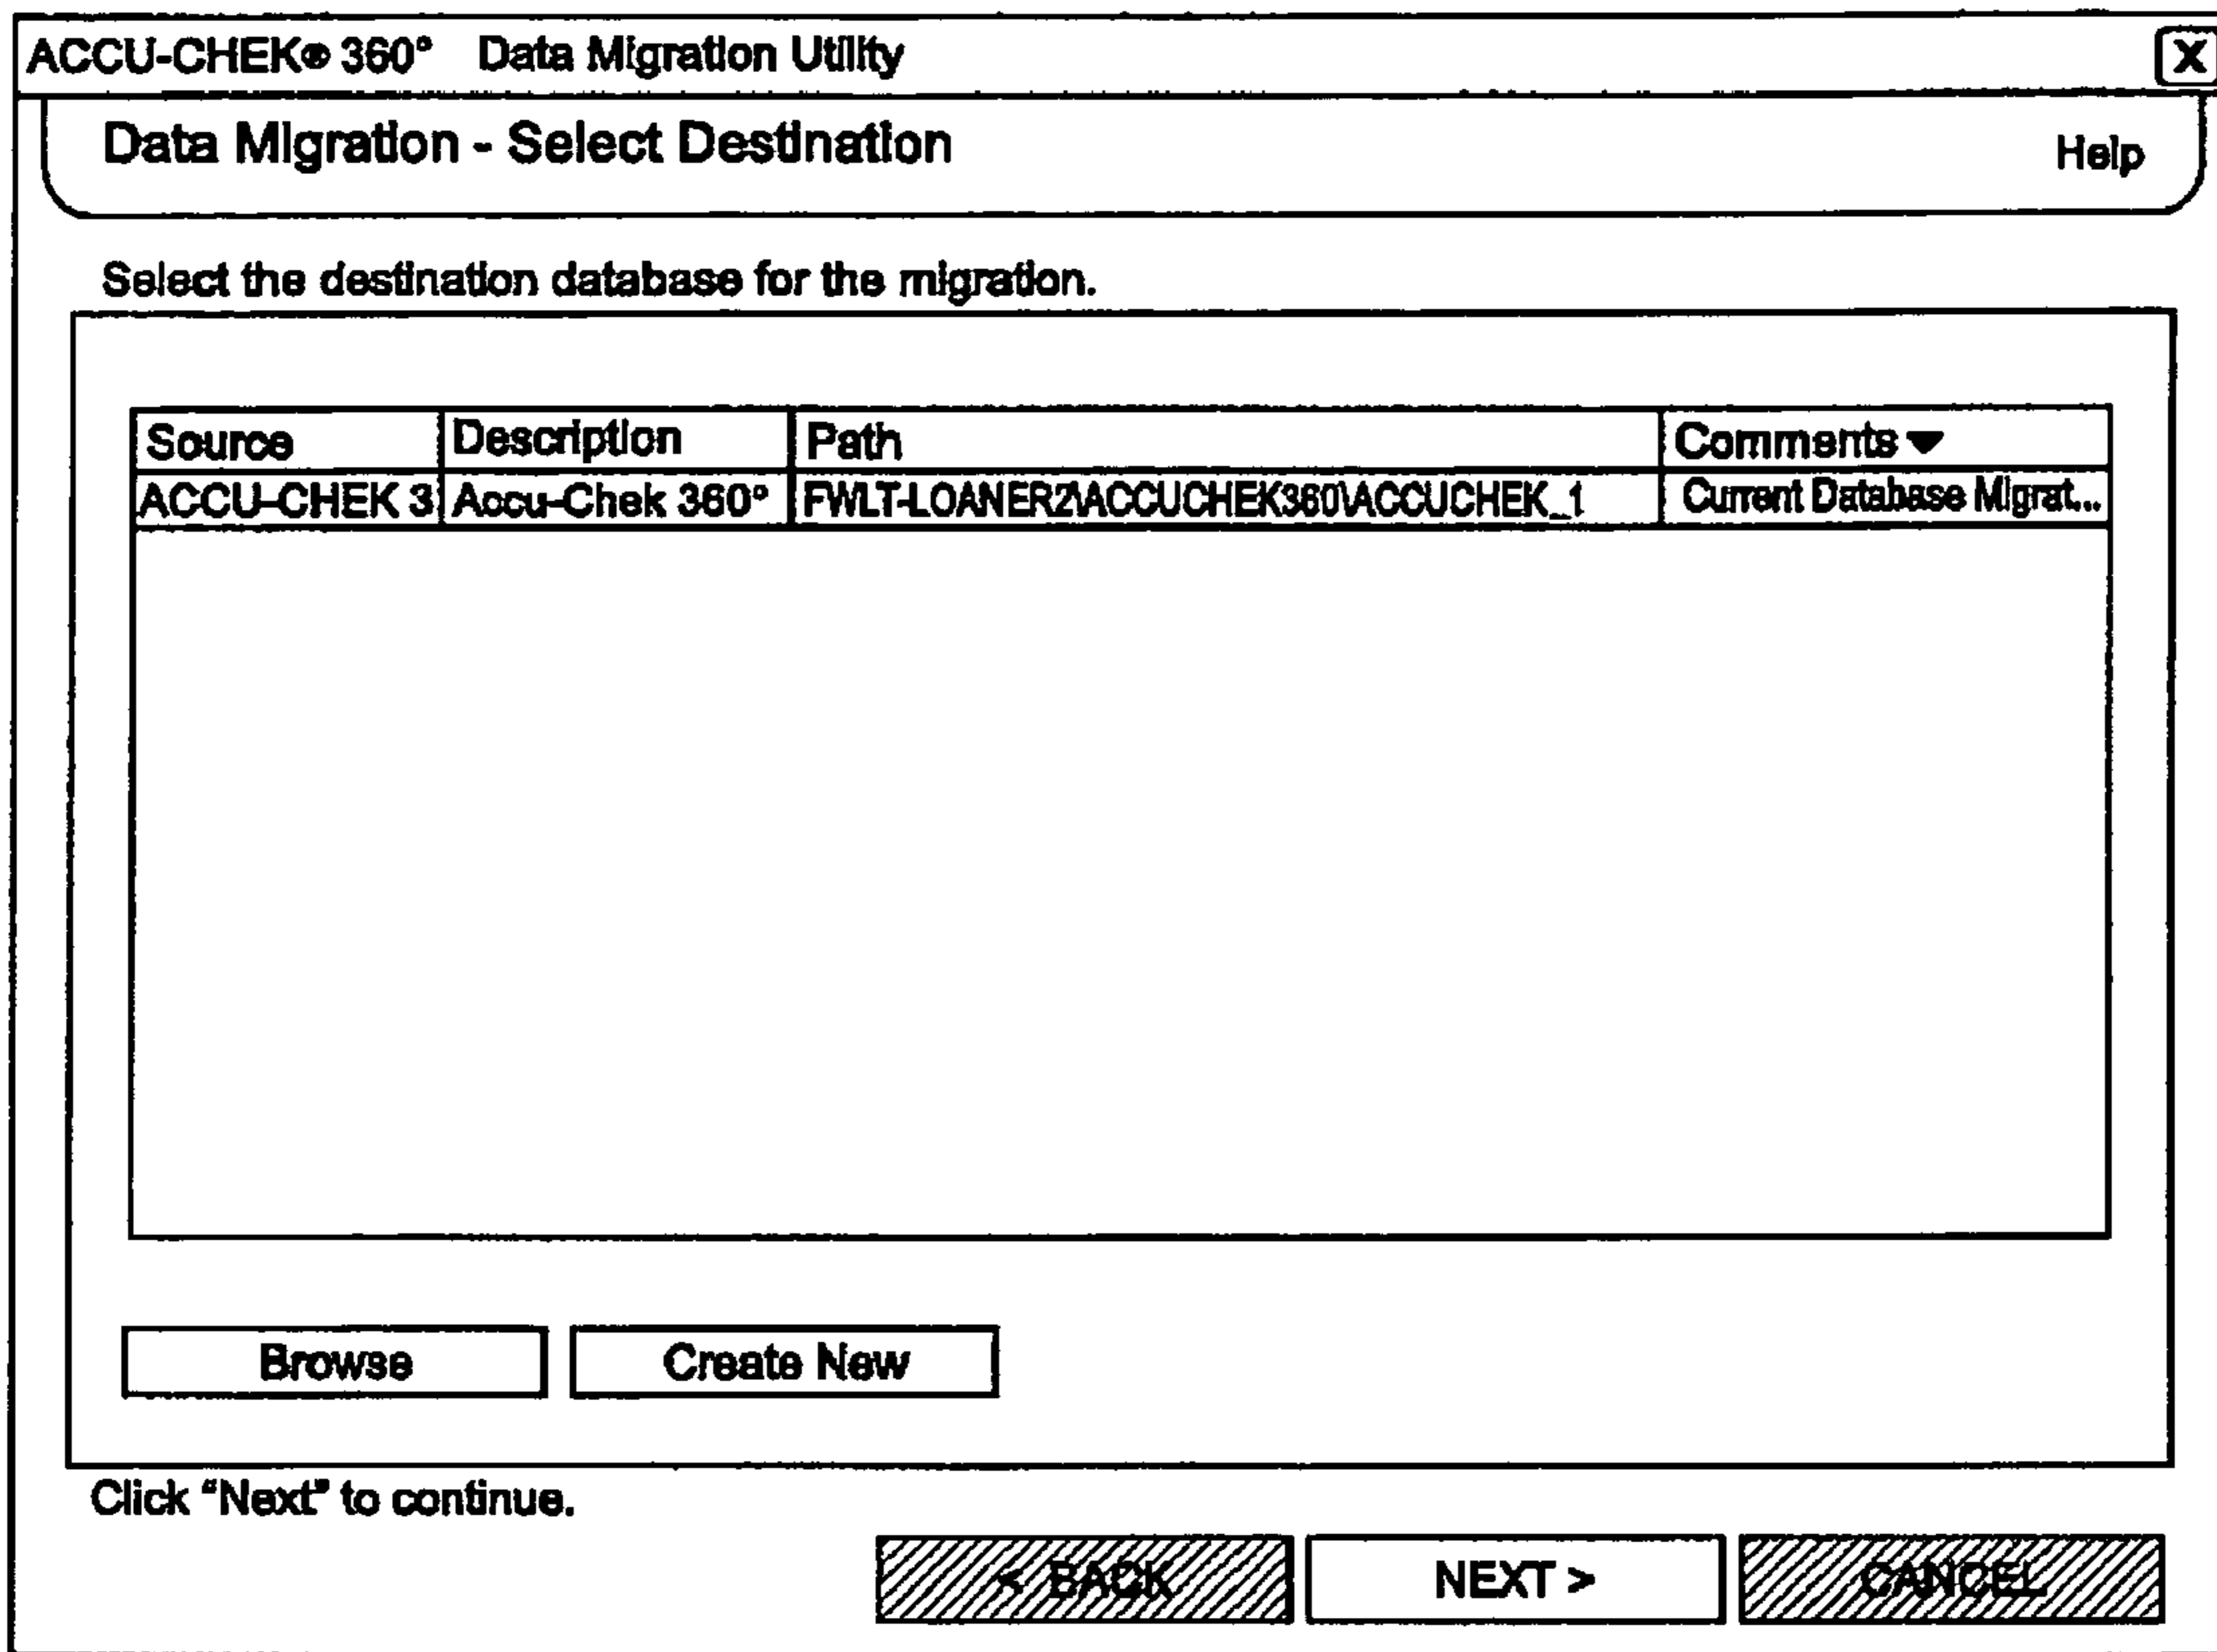 ACCU-CHEK® 360° Data Migration Utility X
Data Migration - Select Destination Help
Select the destination database for the migration.
Source Description Path Comments
ACCU-CHEK 3 Accu-Chek 360° FWLT-LOANER2\ACCUCHEK360\ACCUCHEK_1 Current Database Migrat...
Browse Create New
Click “Next” to continue.
< BACK NEXT > CANCEL